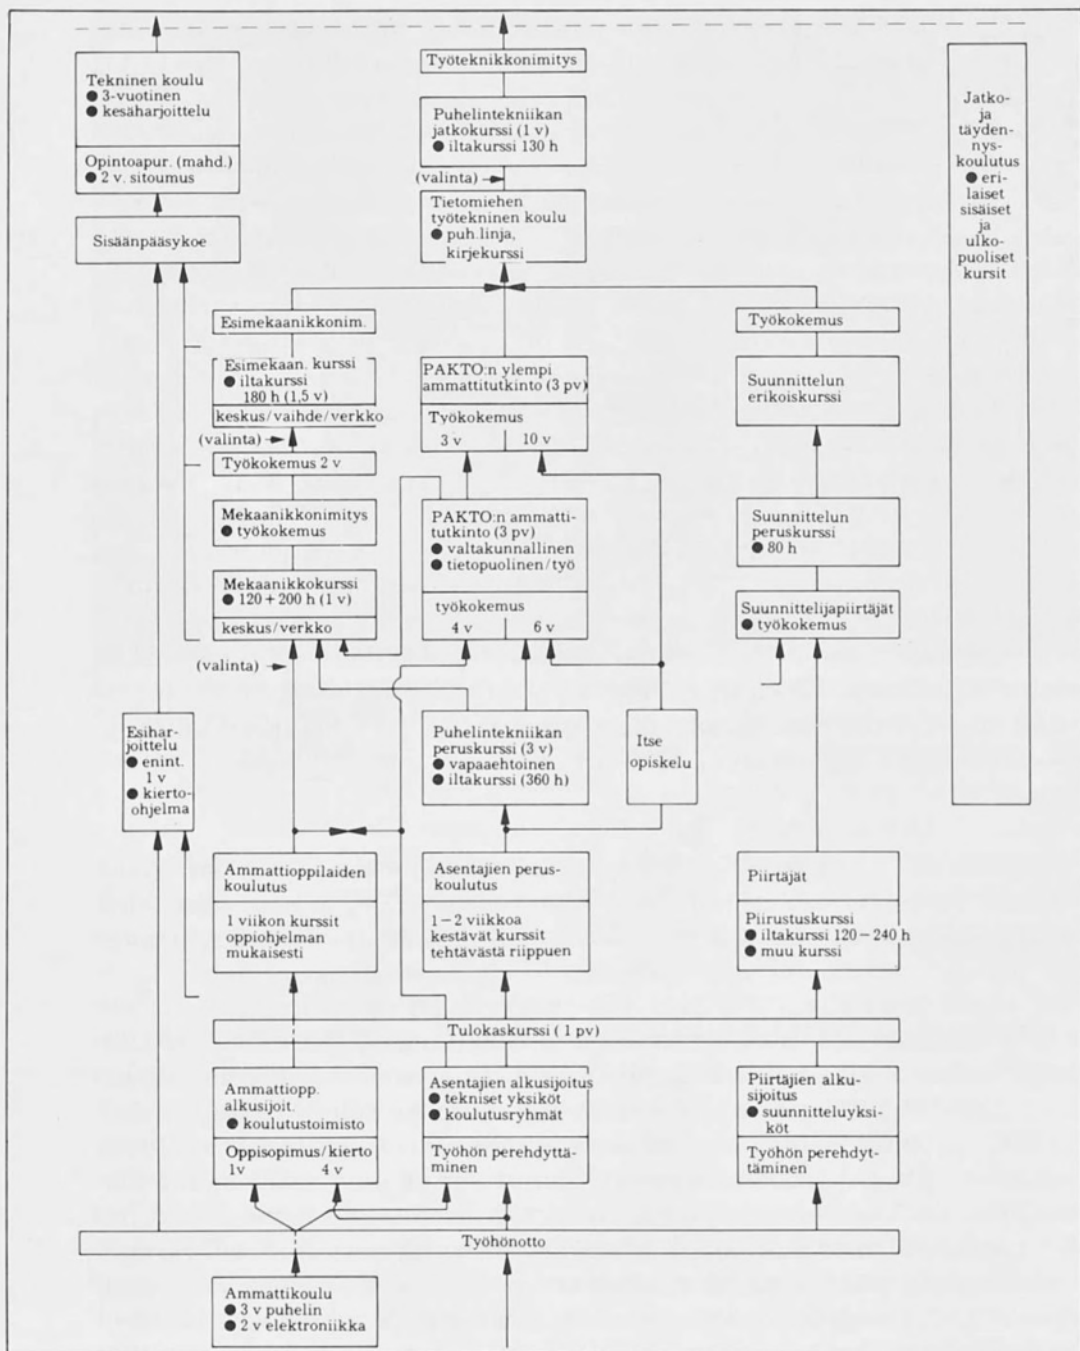 Tekninen koulu
● 3-vuotinen
● kesäharjoittelu
Opintoapur. (mahd.)
● 2 v. sitoumus
Sisäänpääsykoe
Työteknikkonimitys
Puhelintekniikan
jatkokurssi (1 v)
● iltakurssi 130 h
(valinta)
Tietomiehen
työtekninen koulu
● puh.linja,
kirjekurssi
Jatko-
ja
täyden-
nys-
koulutus
● eri-
laiset
sisäiset
ja
ulko-
puoliset
kursit
Esimekaanikkonim.
Esimekaan. kurssi
● iltakurssi
180 h (1,5 v)
keskus/vaihde/verkko
(valinta)
Työkokemus 2 v
Mekaanikkonimitys
● työkokemus
Mekaanikkokurssi
● 120 + 200 h (1 v)
keskus/verkko
(valinta)
PAKTO:n ylempi
ammattitutkinto (3 pv)
Työkokemus
3 v 10 v
PAKTO:n ammatti-
tutkinto (3 pv)
● valtakunnallinen
● tietopuolinen/työ
työkokemus
4 v 6 v
Työkokemus
Suunnittelun
erikoiskurssi
Suunnittelun
peruskurssi
● 80 h
Suunnittelijapiirtäjät
● työkokemus
Esihar-
joittelu
● enint.
1 v
● kierto-
ohjelma
Puhelintekniikan
peruskurssi (3 v)
● vapaaehtoinen
● iltakurssi (360 h)
Itse
opiskelu
Ammattioppilaiden
koulutus
1 viikon kurssit
oppiohjelman
mukaisesti
Asentajien perus-
koulutus
1–2 viikkoa
kestävät kurssit
tehtävästä riippuen
Piirtäjät
Piirustuskurssi
● iltakurssi 120–240 h
● muu kurssi
Tulokaskurssi (1 pv)
Ammattiopp.
alkusijoit.
● koulutustoimisto
Oppisopimus/kierto
1v 4 v
Asentajien alkusijoitus
● tekniset yksiköt
● koulutusryhmät
Työhön perehdyttä-
minen
Piirtäjien alku-
sijoitus
● suunnitteluyksi-
köt
Työhön perehdyt-
täminen
Työhönotto
Ammattikoulu
● 3 v puhelin
● 2 v elektroniikka